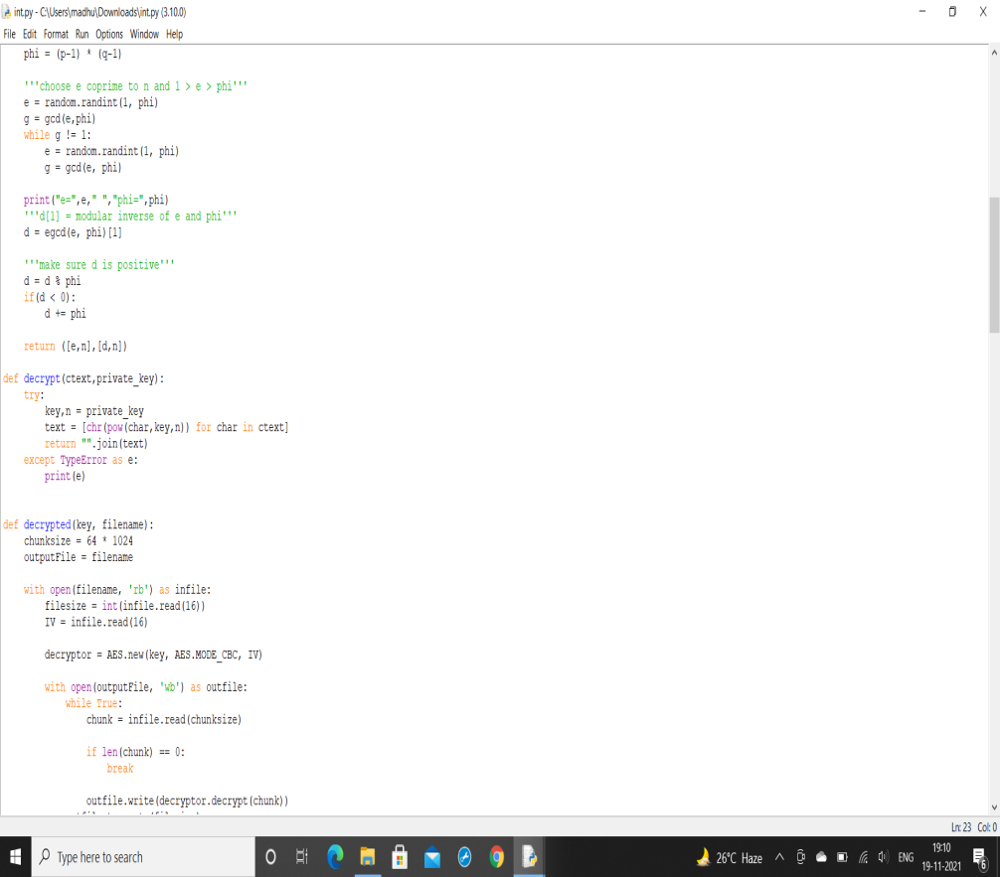 int.py - C:\Users\madhu\Downloads\int.py (3.10.0)
File Edit Format Run Options Window Help
    phi = (p-1) * (q-1)

    '''choose e coprime to n and 1 > e > phi'''
    e = random.randint(1, phi)
    g = gcd(e,phi)
    while g != 1:
        e = random.randint(1, phi)
        g = gcd(e, phi)

    print("e=",e," ","phi=",phi)
    '''d[1] = modular inverse of e and phi'''
    d = egcd(e, phi)[1]

    '''make sure d is positive'''
    d = d % phi
    if(d < 0):
        d += phi

    return ([e,n],[d,n])

def decrypt(ctext,private_key):
    try:
        key,n = private_key
        text = [chr(pow(char,key,n)) for char in ctext]
        return "".join(text)
    except TypeError as e:
        print(e)


def decrypted(key, filename):
    chunksize = 64 * 1024
    outputFile = filename

    with open(filename, 'rb') as infile:
        filesize = int(infile.read(16))
        IV = infile.read(16)

        decryptor = AES.new(key, AES.MODE_CBC, IV)

        with open(outputFile, 'wb') as outfile:
            while True:
                chunk = infile.read(chunksize)

                if len(chunk) == 0:
                    break

                outfile.write(decryptor.decrypt(chunk))
Ln: 23 Col: 0
Type here to search
26°C Haze
ENG
19:10
19-11-2021
6